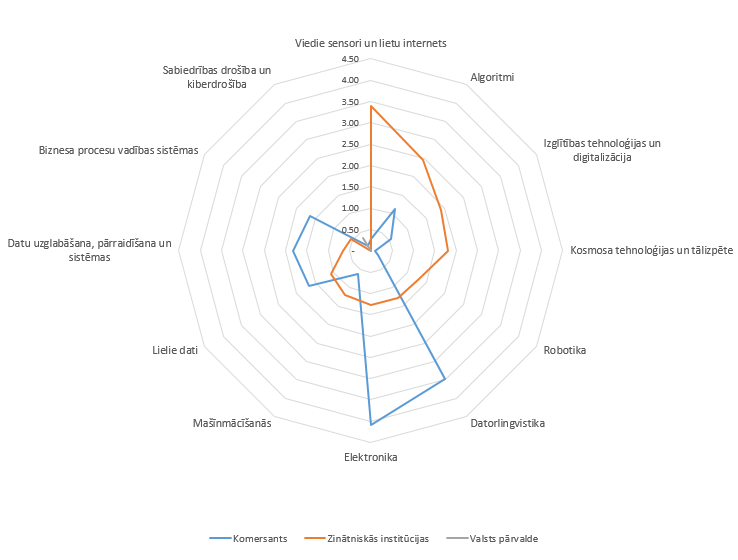 Viedie sensori un lietu internets
Sabiedrības drošība un
kiberdrošība
4.50
Algoritmi
4.00
3.50
3.00
Izglītības tehnoloģijas un
digitalizācija
Biznesa procesu vadības sistēmas
2.50
2.00
1.50
1.00
0.50
-
Datu uzglabāšana, pārraidīšana un
sistēmas
Kosmosa tehnoloģijas un tālizpēte
Lielie dati
Robotika
Mašīnmācīšanās
Datorlingvistika
Elektronika
Komersants
Zinātniskās institūcijas
Valsts pārvalde